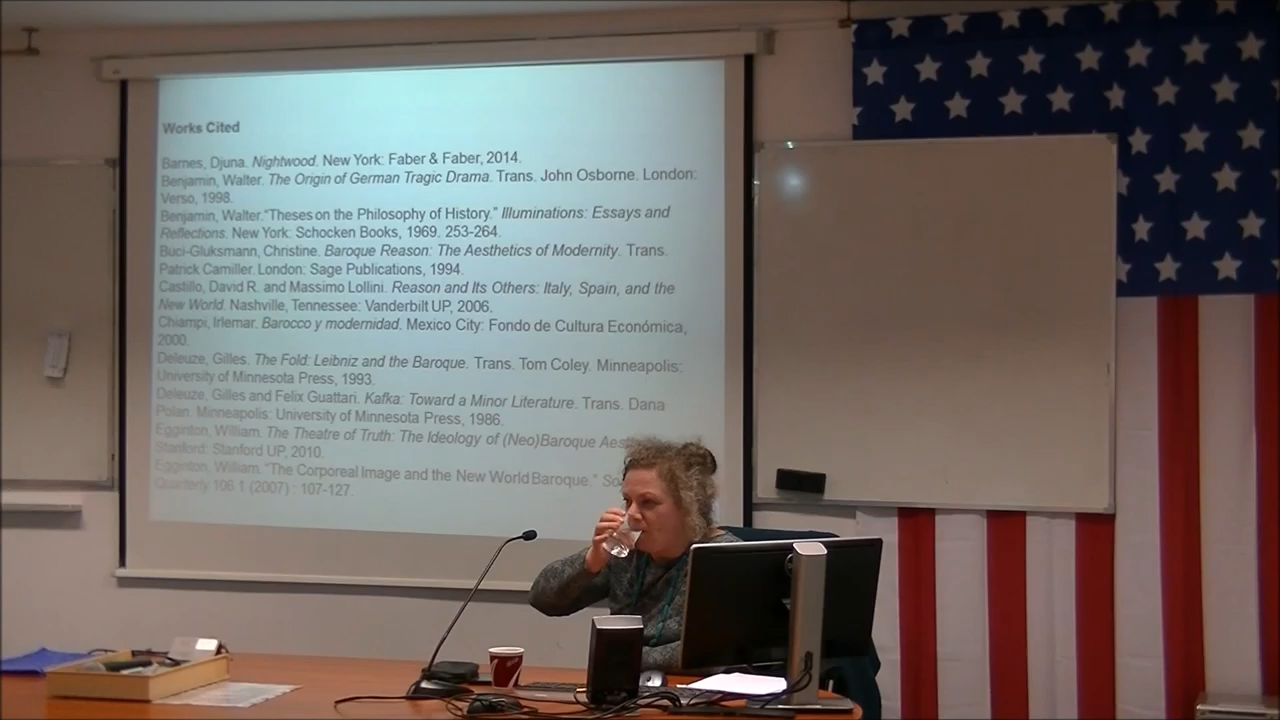 Works Cited
Barnes, Djuna. Nightwood. New York: Faber & Faber, 2014.
Benjamin, Walter. The Origin of German Tragic Drama. Trans. John Osborne. London:
Verso, 1998.
Benjamin, Walter."Theses on the Philosophy of History." Illuminations: Essays and
Reflections. New York: Schocken Books, 1969. 253-264.
Buci-Gluksmann, Christine. Baroque Reason: The Aesthetics of Modernity. Trans.
Patrick Camiller. London: Sage Publications, 1994.
Castillo, David R. and Massimo Lollini. Reason and Its Others: Italy, Spain, and the
New World. Nashville, Tennessee: Vanderbilt UP, 2006.
Chiampi, Irlemar. Barocco y modernidad. Mexico City: Fondo de Cultura Económica,
2000.
Deleuze, Gilles. The Fold: Leibniz and the Baroque. Trans. Tom Coley. Minneapolis:
University of Minnesota Press, 1993.
Deleuze, Gilles and Felix Guattari. Kafka: Toward a Minor Literature. Trans. Dana
Polan. Minneapolis: University of Minnesota Press, 1986.
Egginton, William. The Theatre of Truth: The Ideology of (Neo)Baroque Aes
Stanford: Stanford UP, 2010.
Egginton, William. "The Corporeal Image and the New World Baroque." So
Quarterly 106.1 (2007) : 107-127.